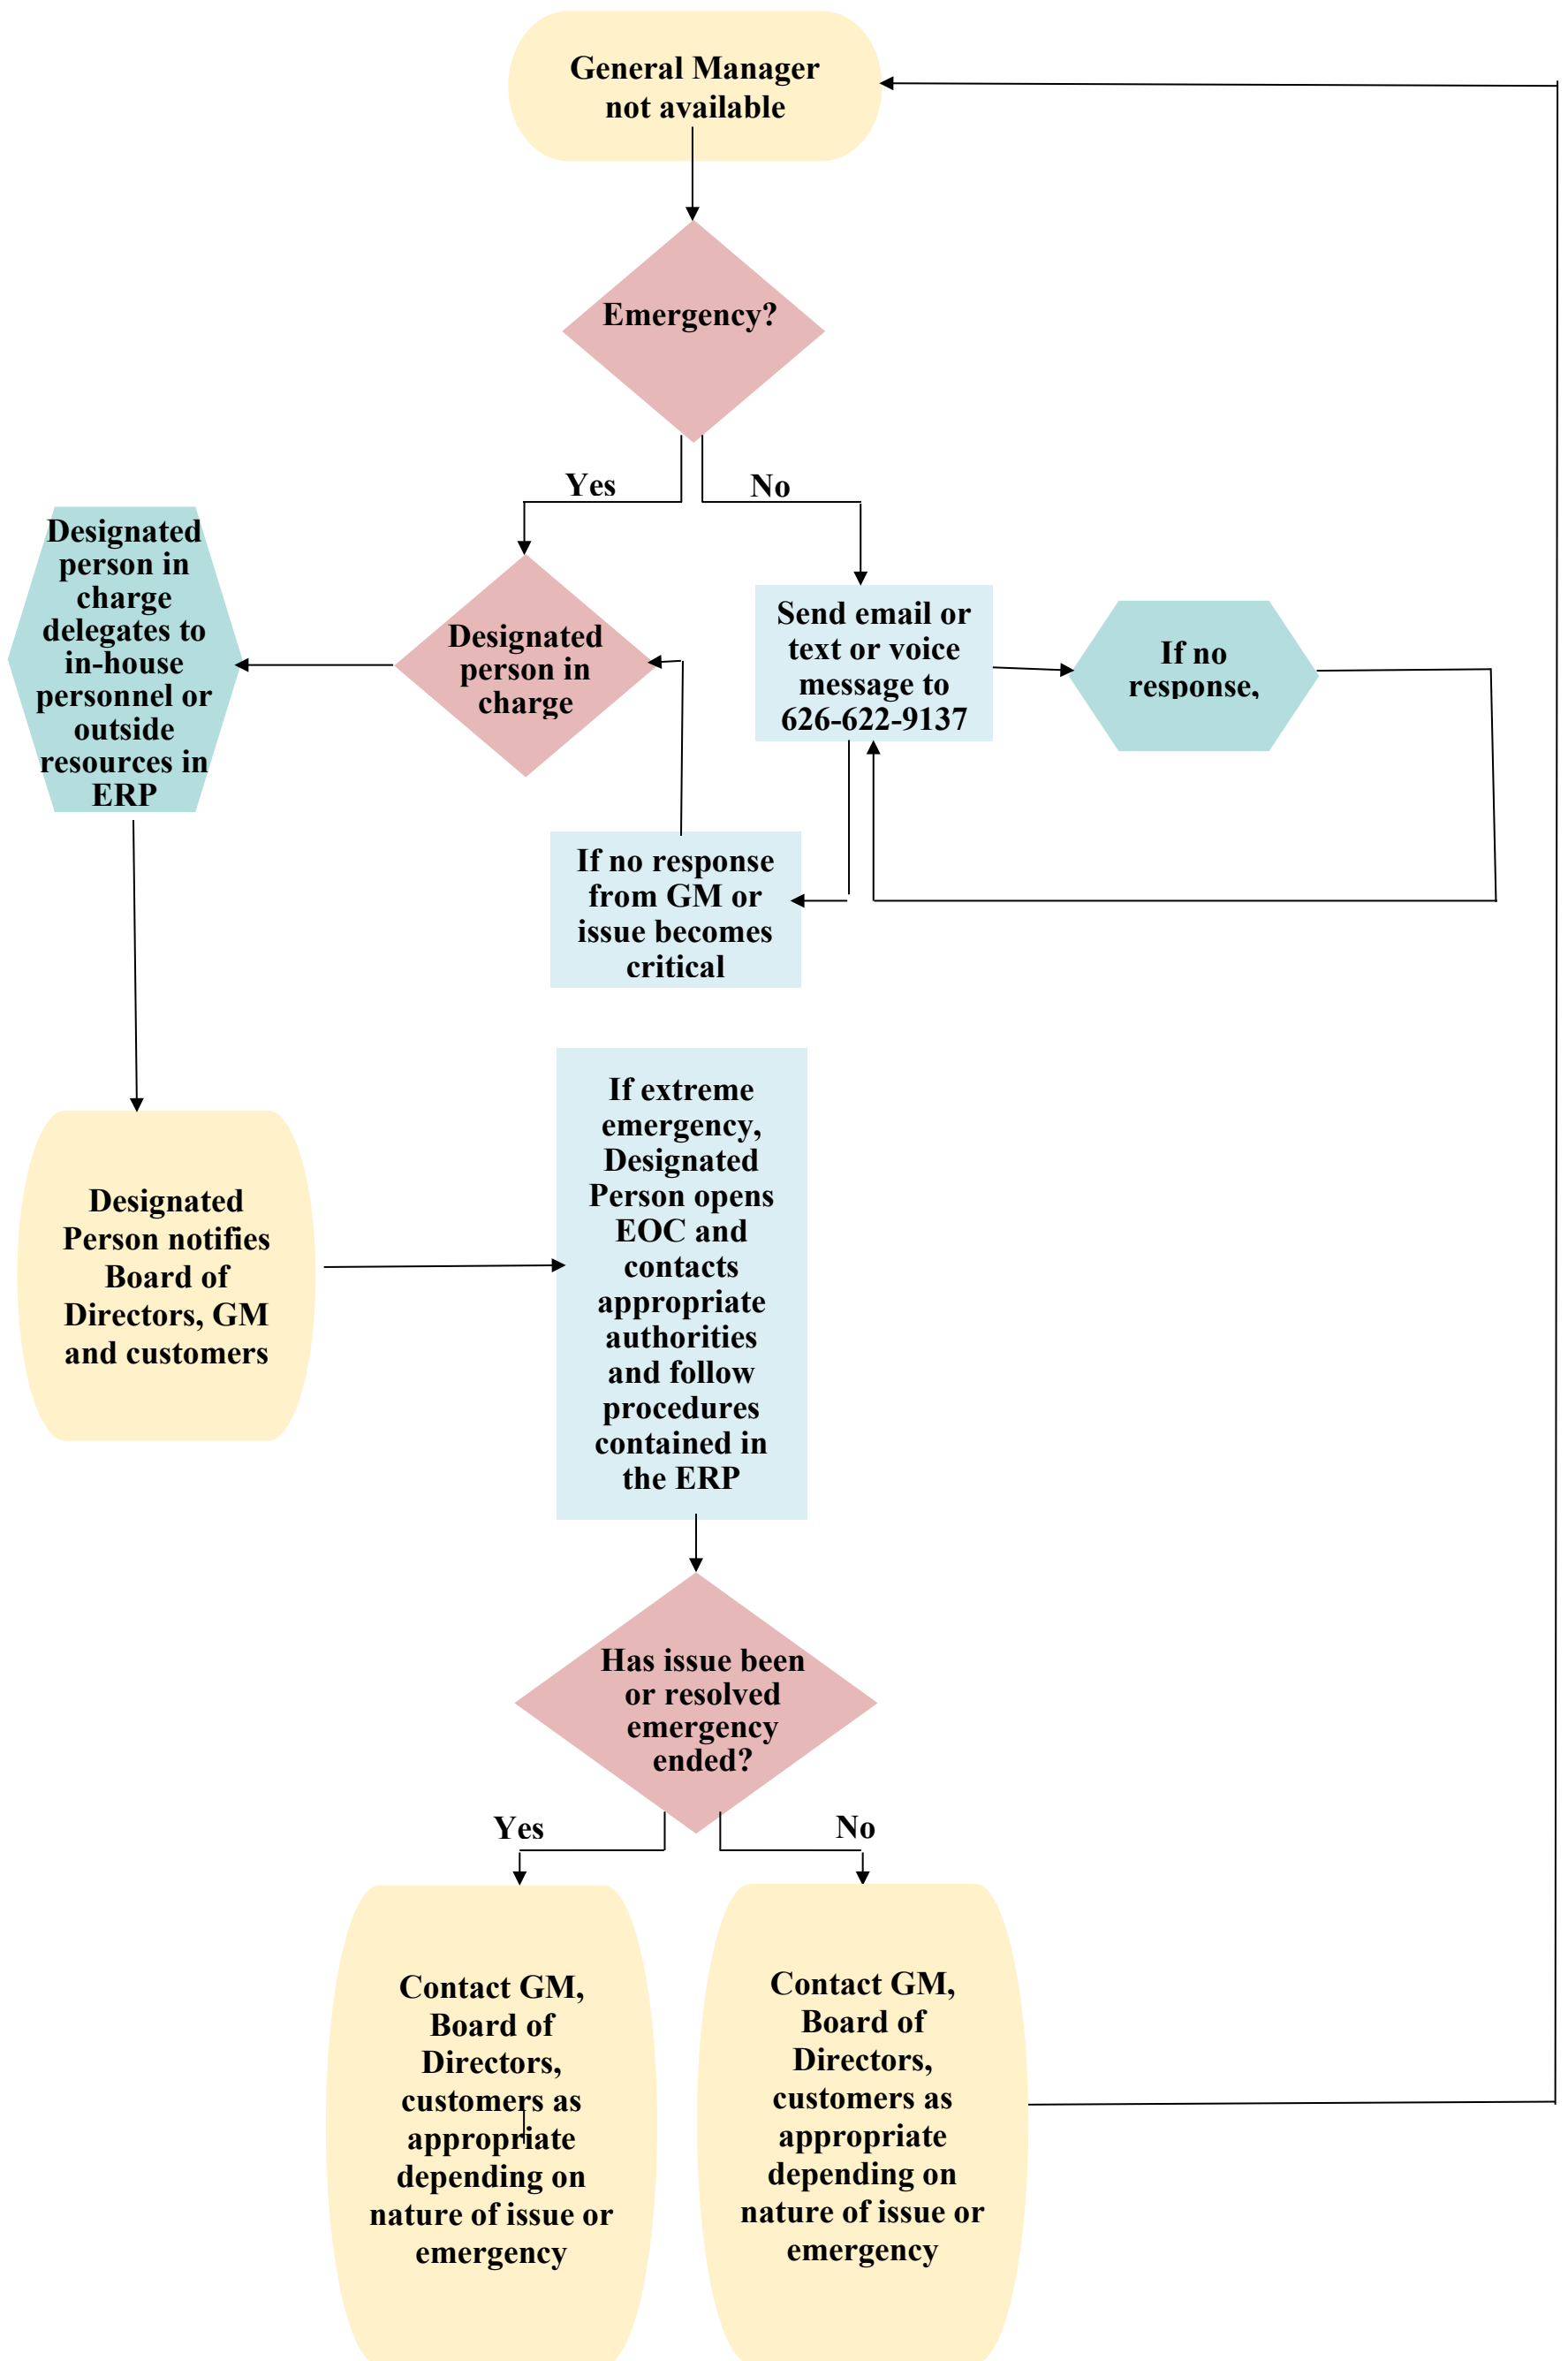 General Manager
not available
Emergency?
Yes
No
Designated
person in
charge
delegates to
in-house
personnel or
outside
resources in
ERP
Designated
person in
charge
Send email or
text or voice
message to
626-622-9137
If no
response,
If no response
from GM or
issue becomes
critical
If extreme
emergency,
Designated
Person opens
EOC and
contacts
appropriate
authorities
and follow
procedures
contained in
the ERP
Designated
Person notifies
Board of
Directors, GM
and customers
Has issue been
or resolved
emergency
ended?
Yes
No
Contact GM,
Board of
Directors,
customers as
appropriate
depending on
nature of issue or
emergency
Contact GM,
Board of
Directors,
customers as
appropriate
depending on
nature of issue or
emergency